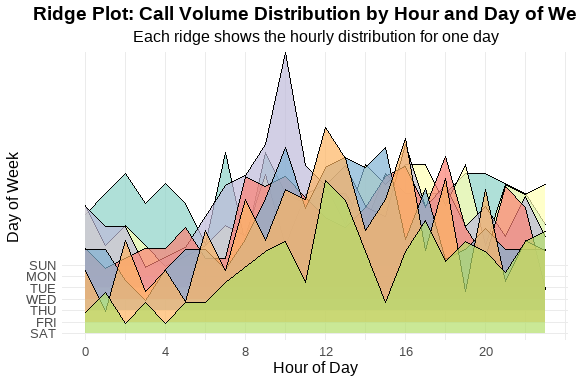 Ridge Plot: Call Volume Distribution by Hour and Day of We
Each ridge shows the hourly distribution for one day
Day of Week
SUN
MON
TUE
WED
THU
FRI
SAT
0 4 8 12 16 20
Hour of Day